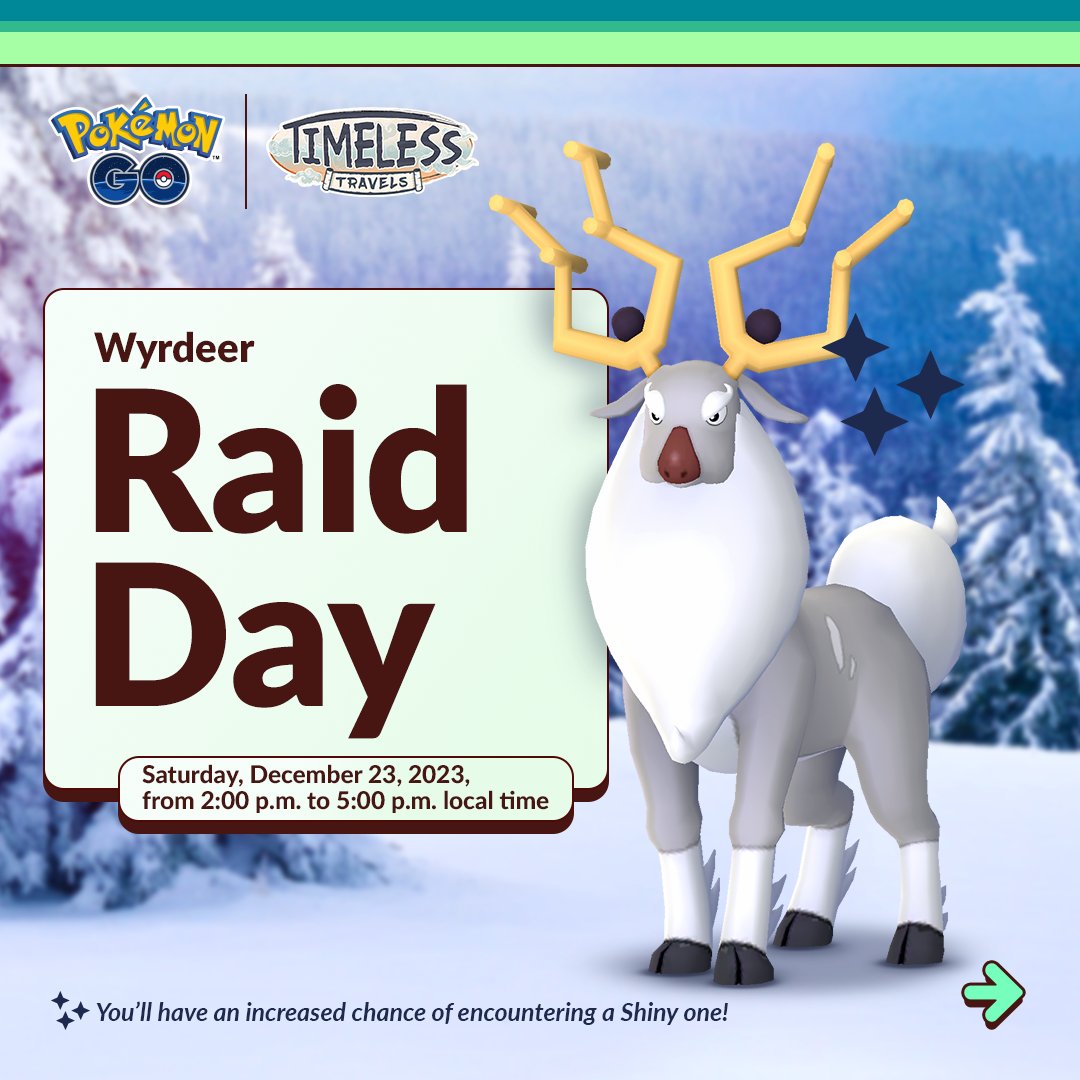 POKÉMON
GO
TM
TIMELESS
TRAVELS
Wyrdeer
Raid
Day
Saturday, December 23, 2023,
from 2:00 p.m. to 5:00 p.m. local time
You’ll have an increased chance of encountering a Shiny one!